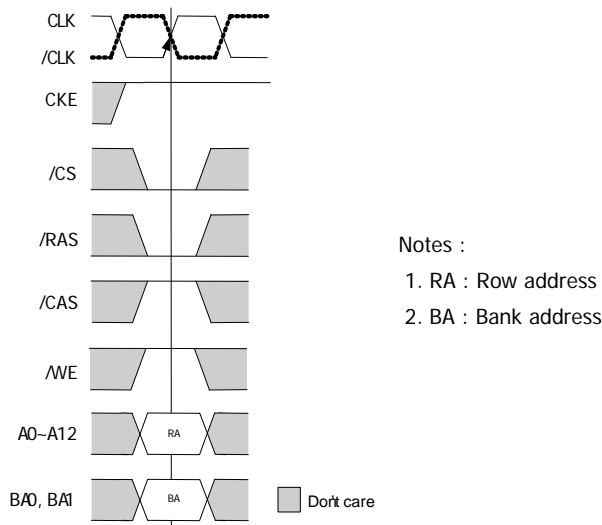 CLK
/CLK
CKE
/CS
/RAS
/CAS
/WE
A0~A12
RA
BA0, BA1
BA
Don't care
Notes :
1. RA : Row address
2. BA : Bank address